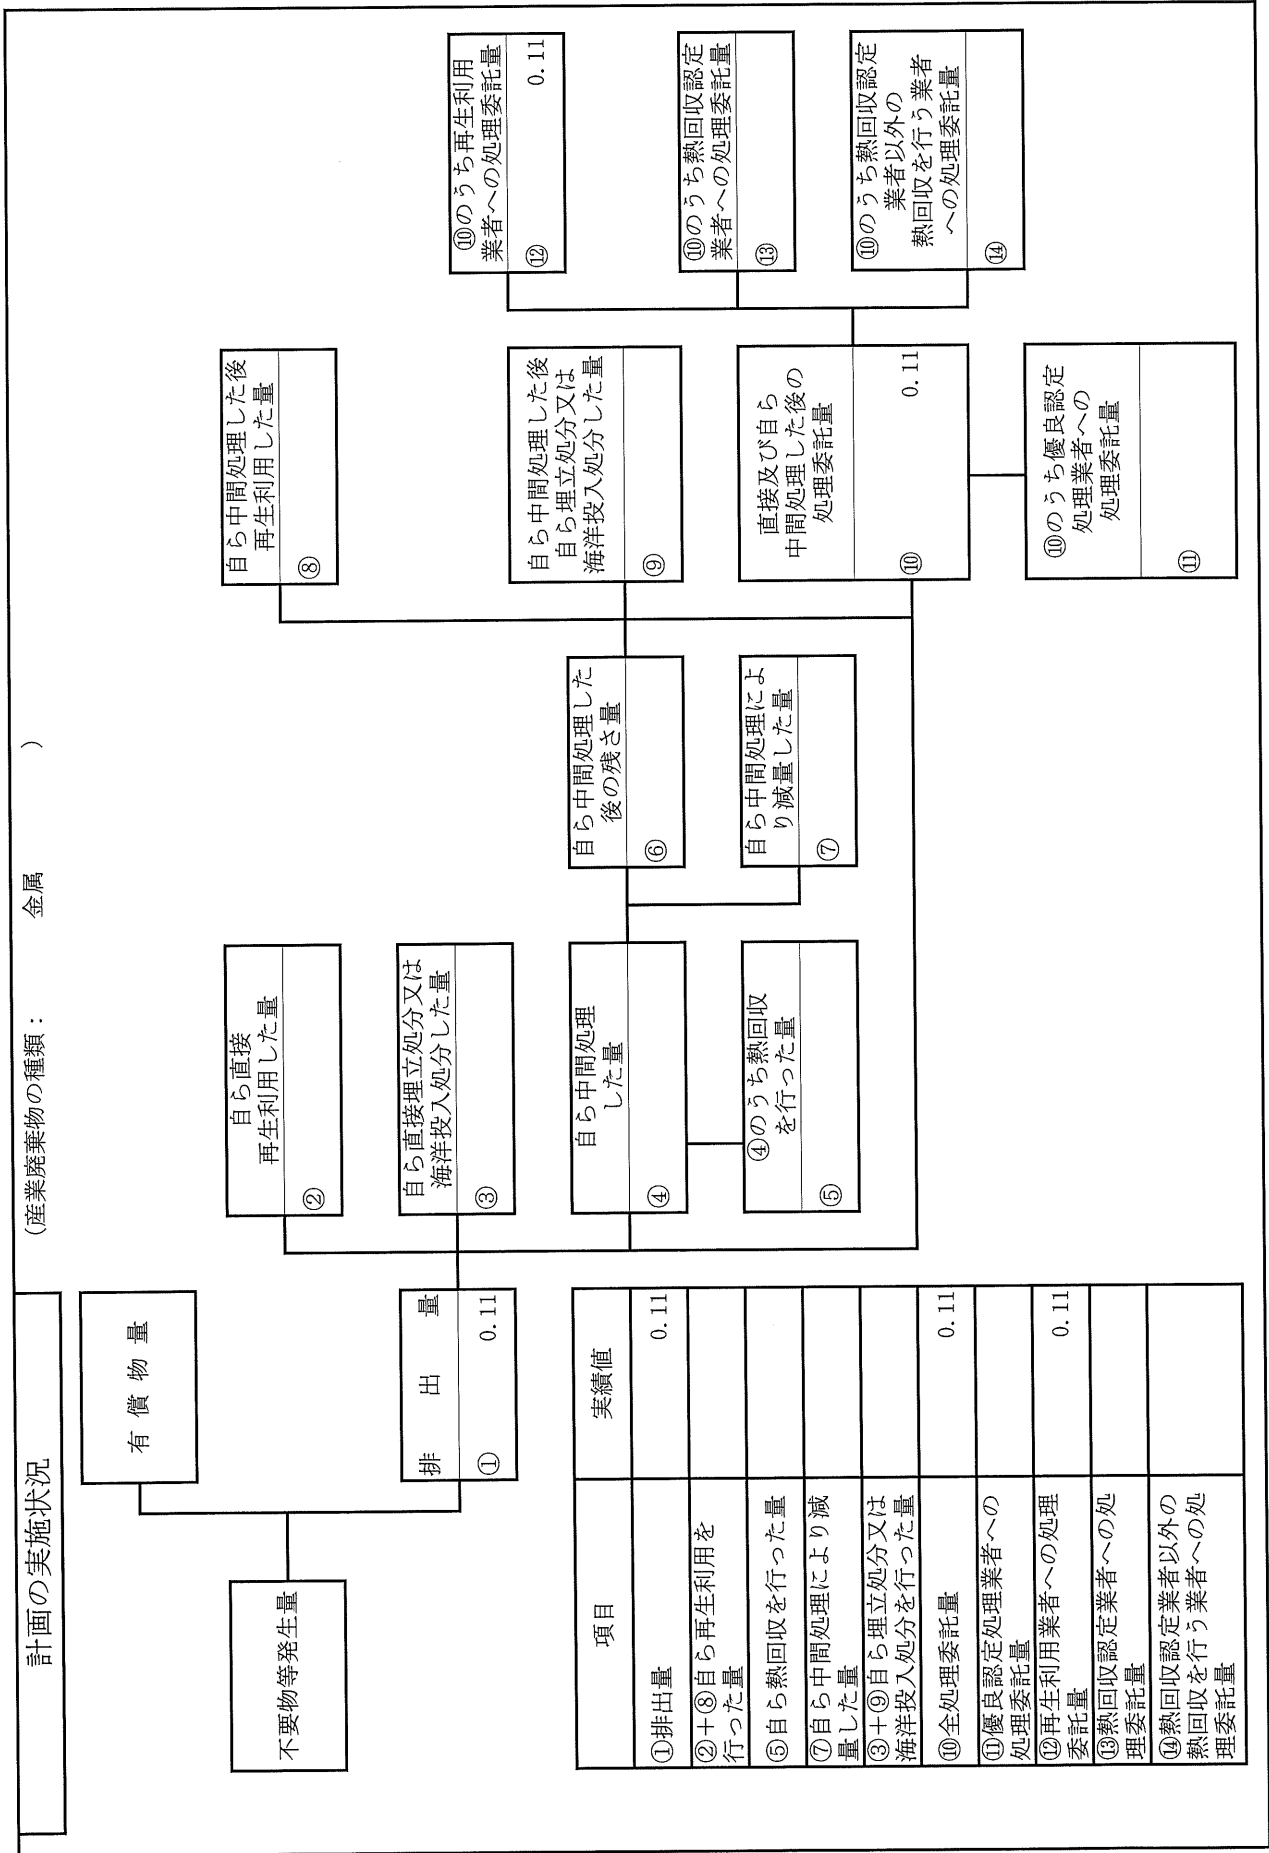 計画の実施状況
(産業廃棄物の種類： 金属 )
不要物等発生量
有償物量
排出量
① 0.11
自ら直接
再生利用した量
②
自ら直接埋立処分又は
海洋投入処分した量
③
自ら中間処理
した量
④
④のうち熱回収
を行った量
⑤
自ら中間処理した
後の残さ量
⑥
自ら中間処理によ
り減量した量
⑦
自ら中間処理した後
再生利用した量
⑧
自ら中間処理した後
自ら埋立処分又は
海洋投入処分した量
⑨
直接及び自ら
中間処理した後の
処理委託量
⑩ 0.11
⑩のうち優良認定
処理業者への
処理委託量
⑪
⑩のうち再生利用
業者への処理委託量
⑫ 0.11
⑩のうち熱回収認定
業者への処理委託量
⑬
⑩のうち熱回収認定
業者以外の
熱回収を行う業者
への処理委託量
⑭
項目 実績値
①排出量 0.11
②＋⑧自ら再生利用を
行った量
⑤自ら熱回収を行った量
⑦自ら中間処理により減
量した量
③＋⑨自ら埋立処分又は
海洋投入処分を行った量
⑩全処理委託量 0.11
⑪優良認定処理業者への
処理委託量
⑫再生利用業者への処理
委託量 0.11
⑬熱回収認定業者への処
理委託量
⑭熱回収認定業者以外の
熱回収を行う業者への処
理委託量